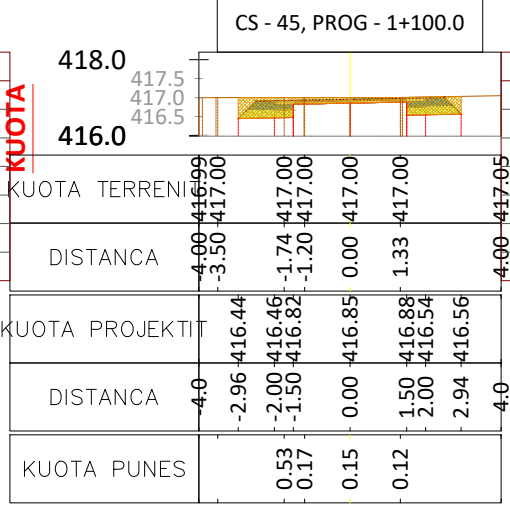 CS - 45, PROG - 1+100.0
KUOTA
418.0
417.5
417.0
416.5
416.0
KUOTA TERRENIT 416.99 417.00 417.00 417.00 417.00 417.00 417.05
DISTANCA -4.00 -3.50 -1.74 -1.20 0.00 1.33 4.00
KUOTA PROJEKTIT 416.44 416.46 416.82 416.85 416.88 416.54 416.56
DISTANCA -4.0 -2.96 -2.00 -1.50 0.00 1.50 2.00 2.94 4.0
KUOTA PUNES 0.53 0.17 0.15 0.12